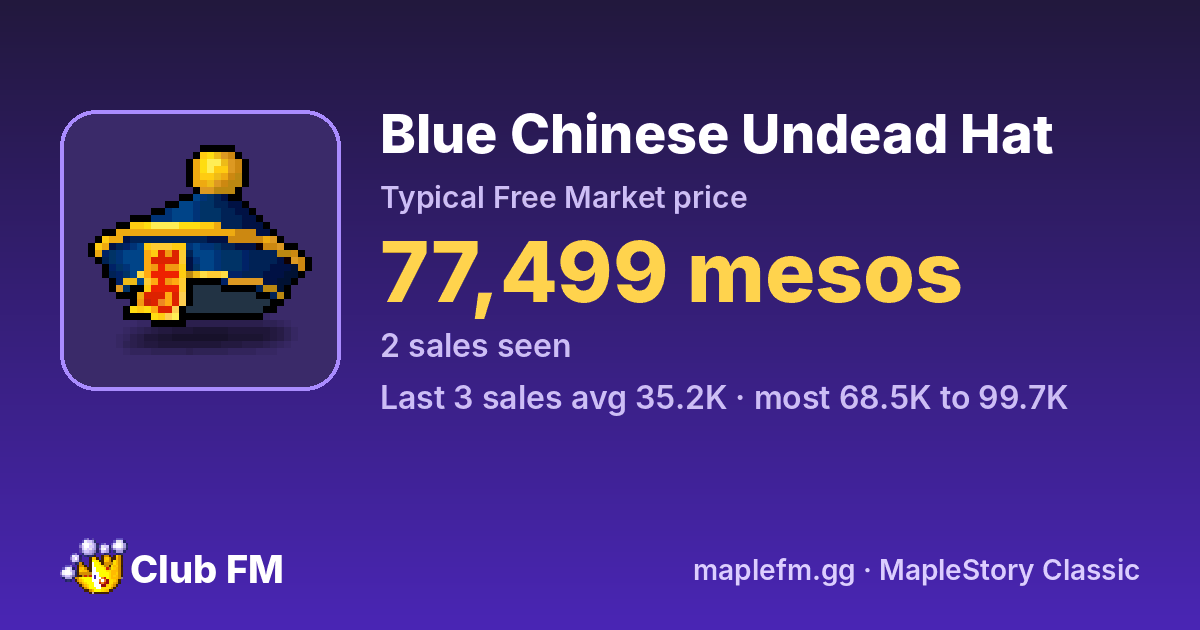 Blue Chinese Undead Hat
Typical Free Market price
77,499 mesos
2 sales seen
Last 3 sales avg 35.2K · most 68.5K to 99.7K
Club FM
maplefm.gg · MapleStory Classic